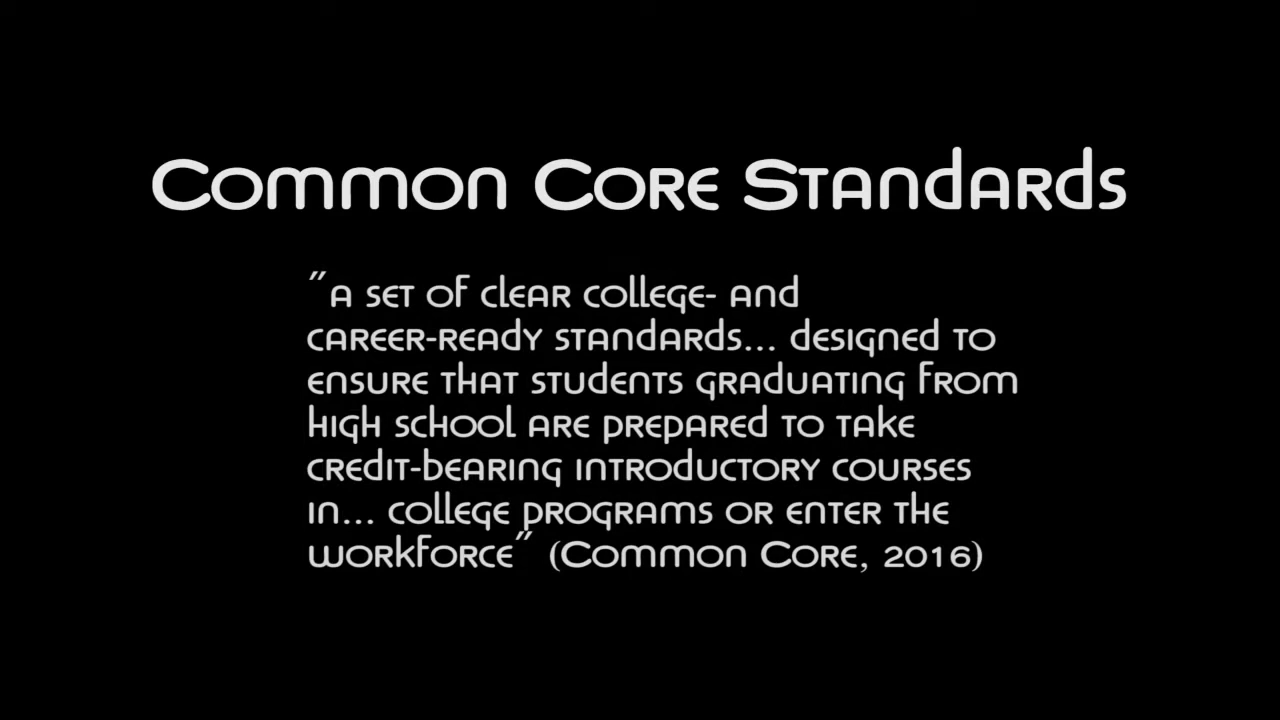 Common Core Standards
"a set of clear college- and
career-ready standards... designed to
ensure that students graduating from
high school are prepared to take
credit-bearing introductory courses
in... college programs or enter the
workforce" (Common Core, 2016)